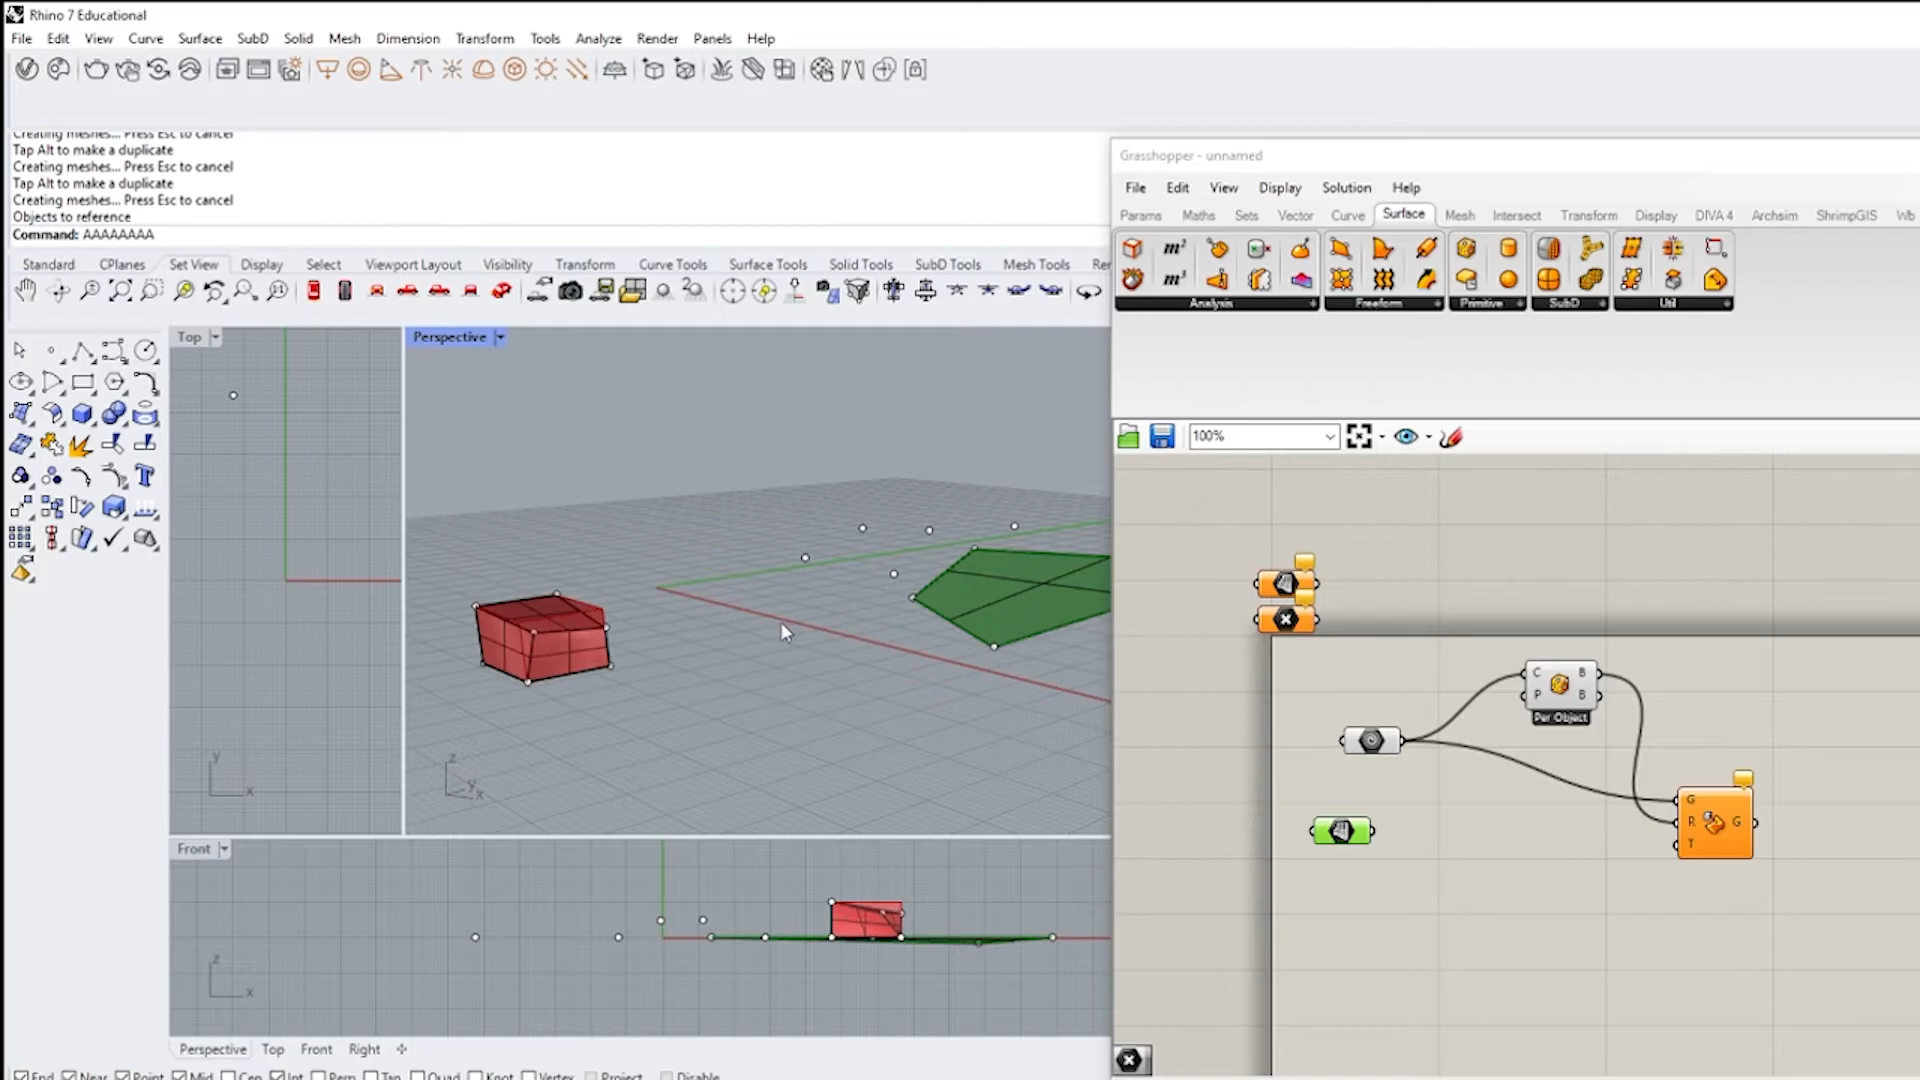 Rhino 7 Educational
File Edit View Curve Surface SubD Solid Mesh Dimension Transform Tools Analyze Render Panels Help
Creating meshes... Press Esc to cancel
Tap Alt to make a duplicate
Creating meshes... Press Esc to cancel
Tap Alt to make a duplicate
Creating meshes... Press Esc to cancel
Objects to reference
Command: AAAAAAAA
Standard CPlanes Set View Display Select Viewport Layout Visibility Transform Curve Tools Surface Tools Solid Tools SubD Tools Mesh Tools Rer
Top
Perspective
y
x
z
y
x
Front
z
x
Perspective Top Front Right
End Near Point Mid Cen Int Perp Tan Quad Knot Vertex Project Disable
Grasshopper - unnamed
File Edit View Display Solution Help
Params Maths Sets Vector Curve Surface Mesh Intersect Transform Display DIVA 4 Archsim ShrimpGIS Wb
m²
m³
Analysis Freeform Primitive SubD Util
100%
C B
P B
Per Object
G
R G
T